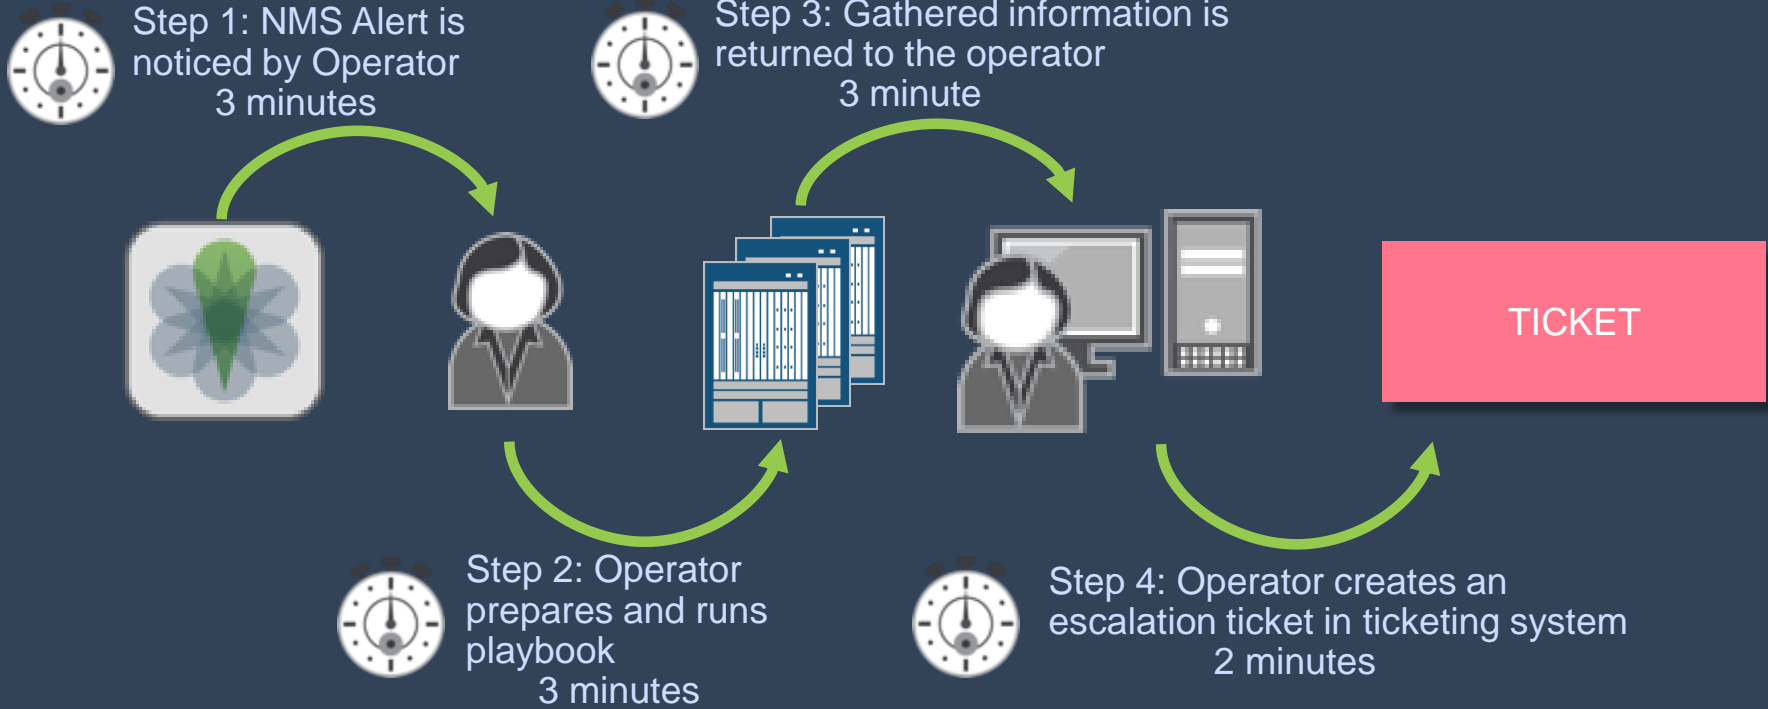 Step 1: NMS Alert is
noticed by Operator
3 minutes
Step 3: Gathered information is
returned to the operator
3 minute
TICKET
Step 2: Operator
prepares and runs
playbook
3 minutes
Step 4: Operator creates an
escalation ticket in ticketing system
2 minutes